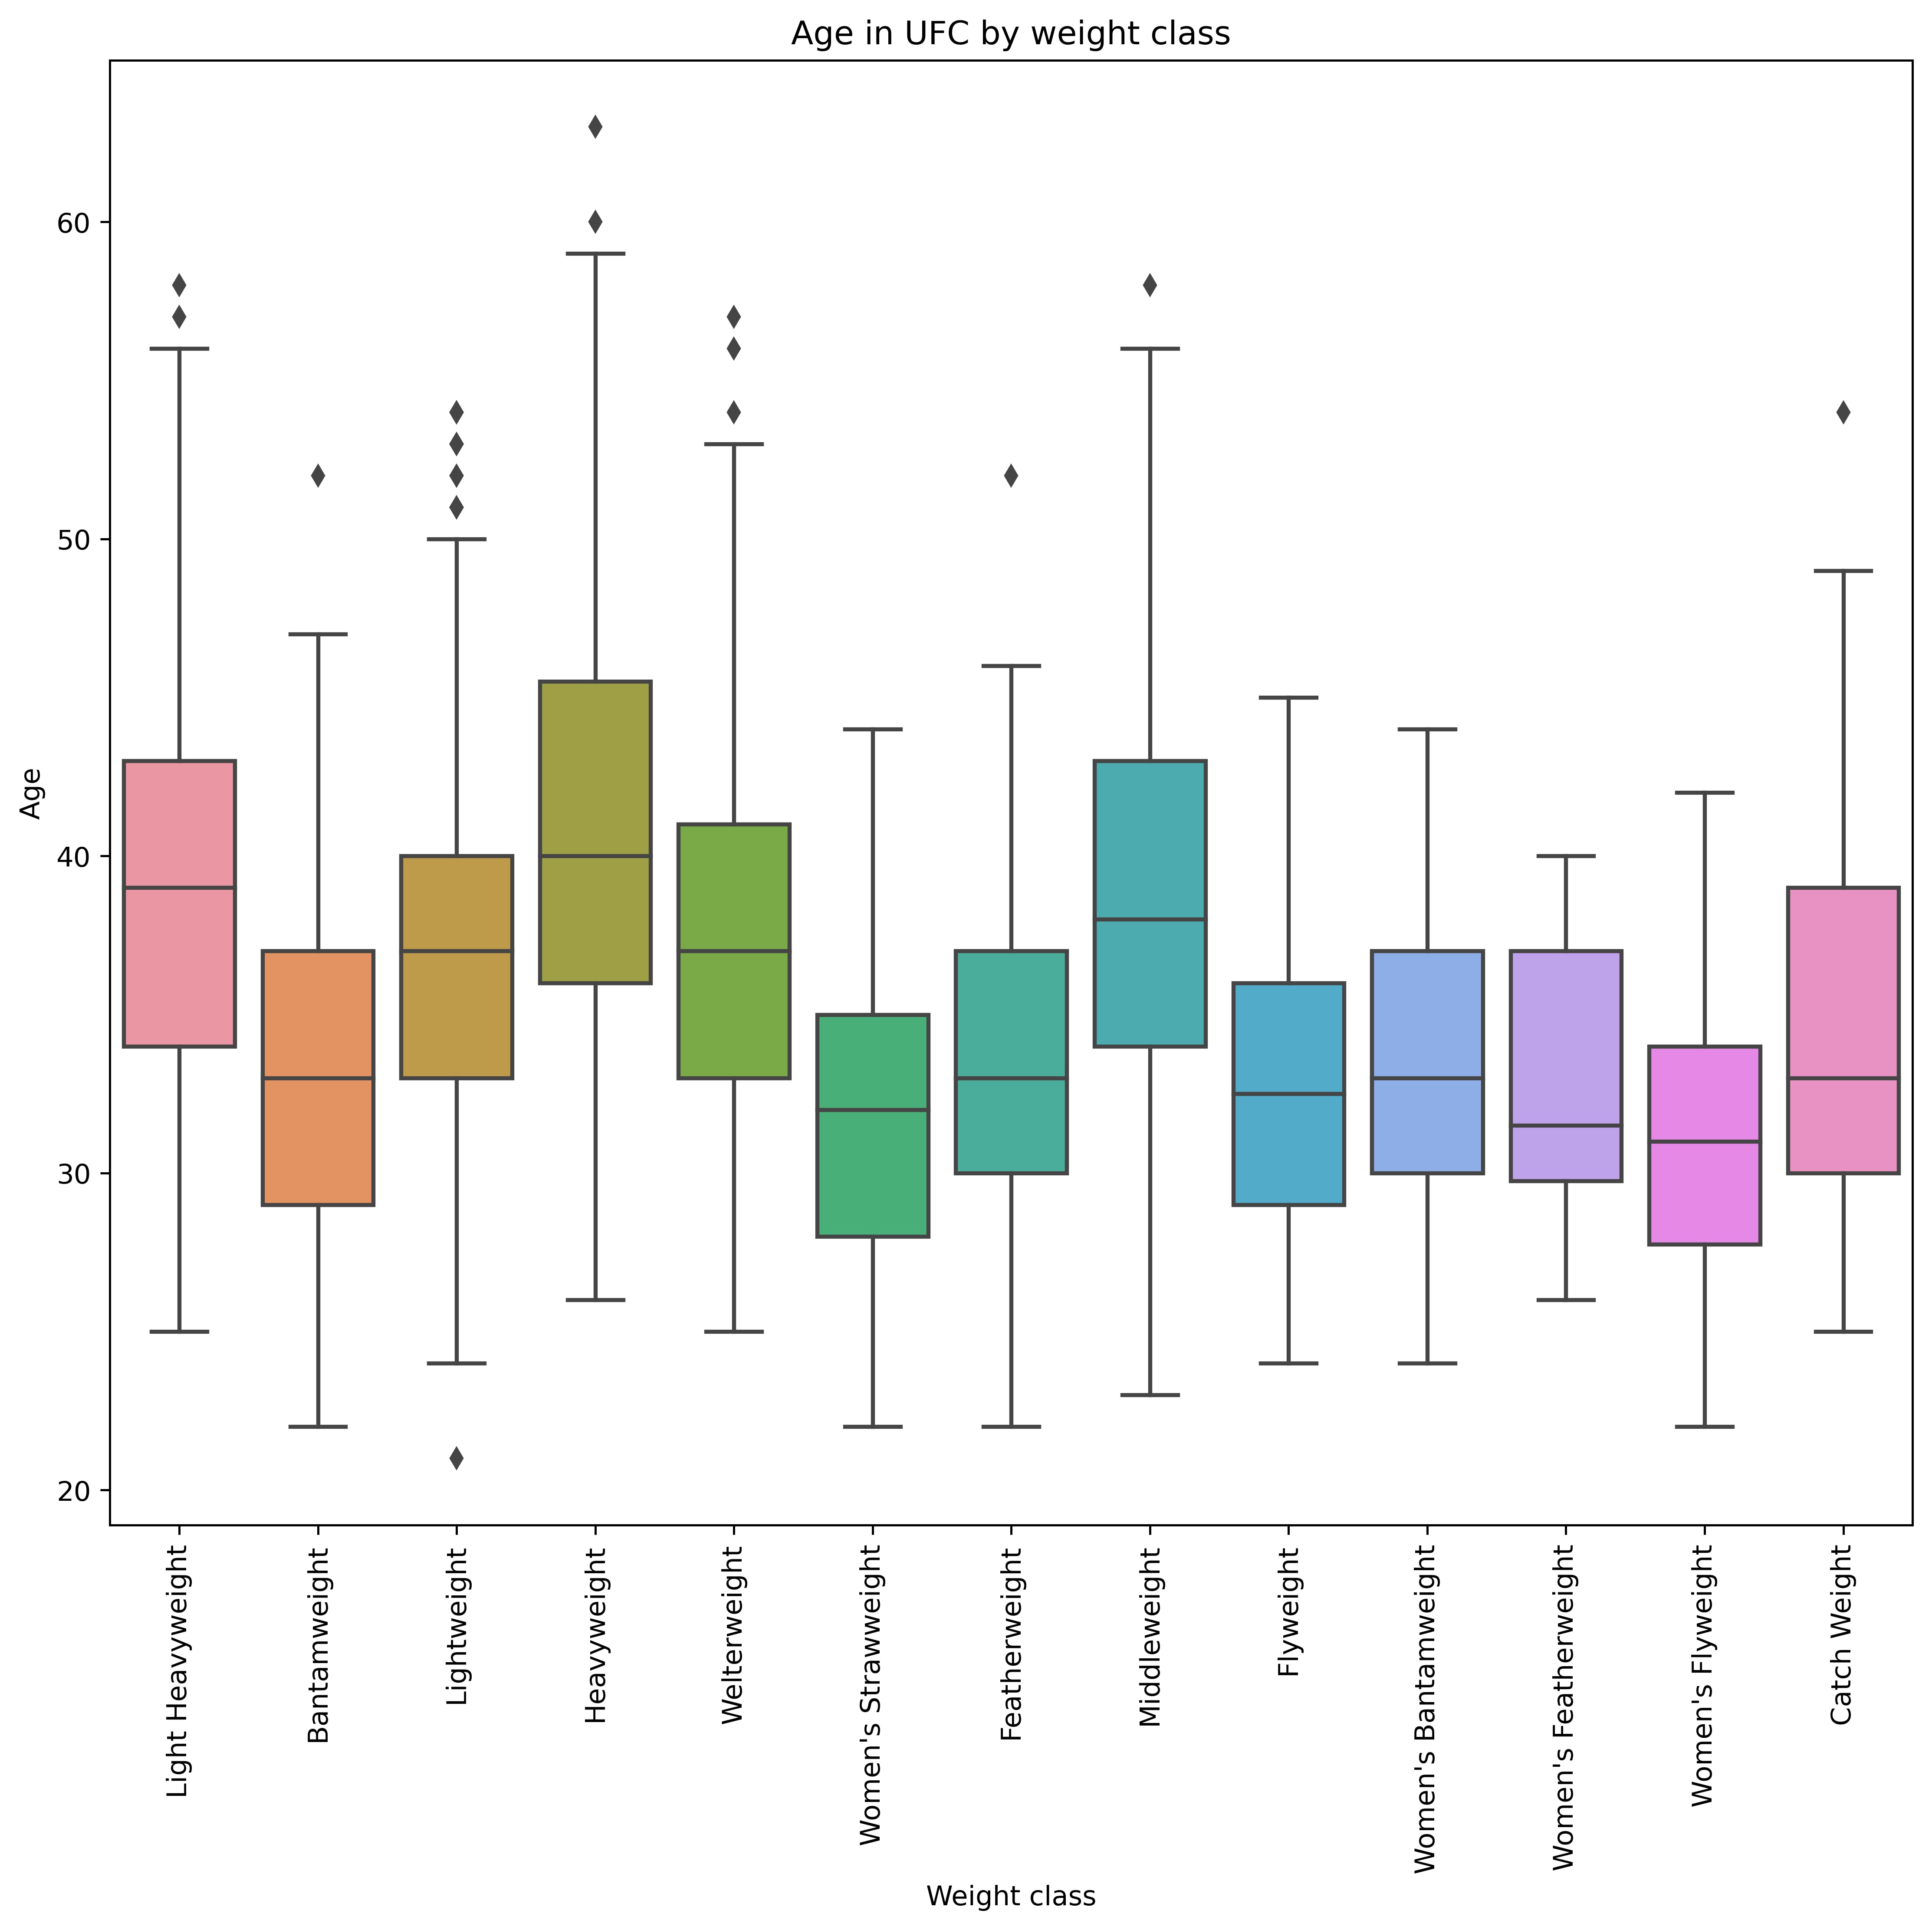 Age in UFC by weight class
Age
60
50
40
30
20
Light Heavyweight
Bantamweight
Lightweight
Heavyweight
Welterweight
Women's Strawweight
Featherweight
Middleweight
Flyweight
Women's Bantamweight
Women's Featherweight
Women's Flyweight
Catch Weight
Weight class